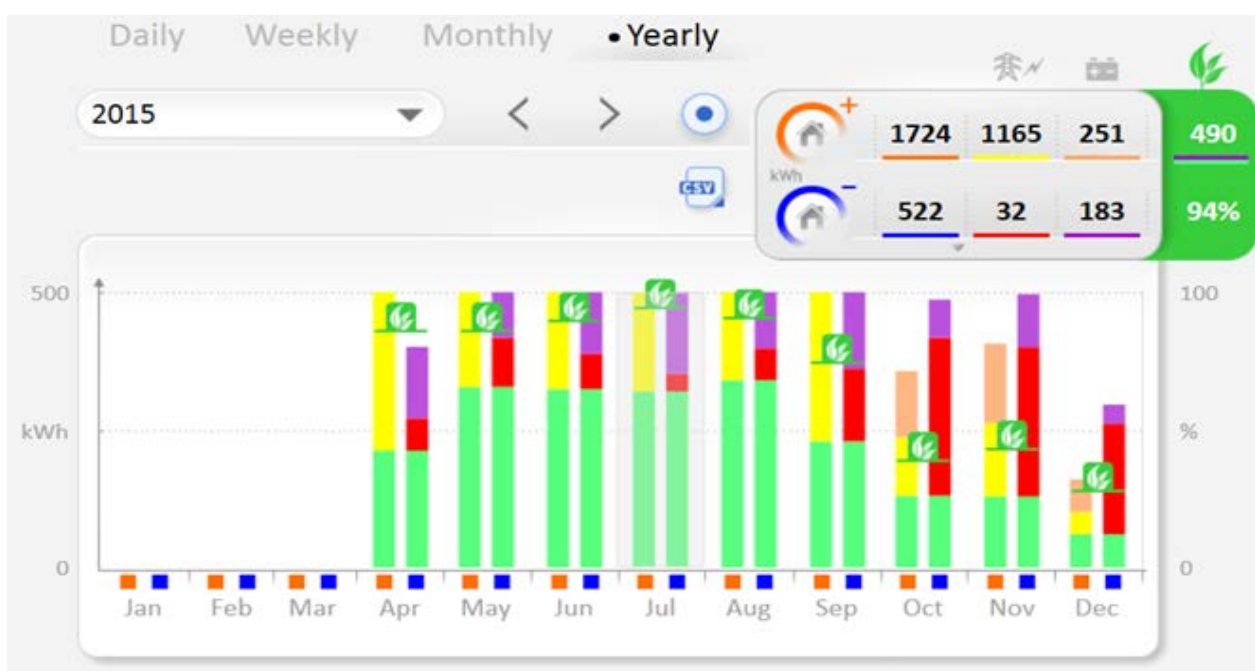 Daily Weekly Monthly •Yearly
2015
CSV
1724 1165 251 490
kWh
522 32 183 94%
500 100
kWh %
0 0
Jan Feb Mar Apr May Jun Jul Aug Sep Oct Nov Dec